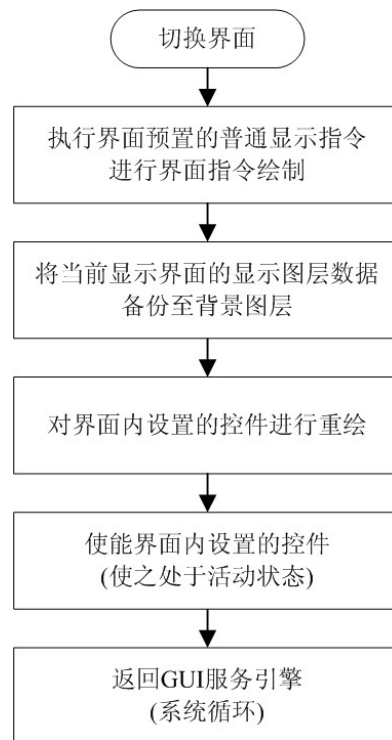 切换界面
执行界面预置的普通显示指令
进行界面指令绘制
将当前显示界面的显示图层数据
备份至背景图层
对界面内设置的控件进行重绘
使能界面内设置的控件
(使之处于活动状态)
返回GUI服务引擎
(系统循环)